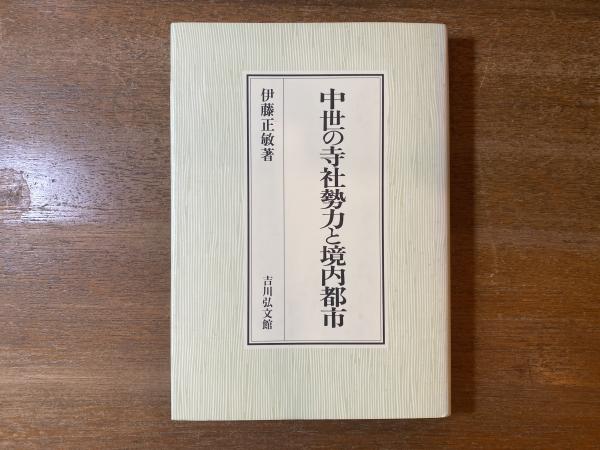 中世の寺社勢力と境内都市
伊藤正敏著
吉川弘文館